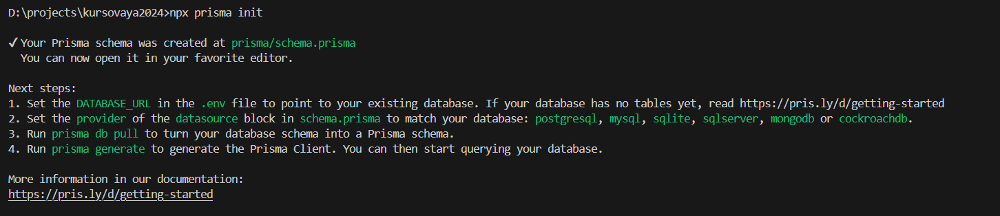 D:\projects\kursovaya2024>npx prisma init
✔ Your Prisma schema was created at prisma/schema.prisma
You can now open it in your favorite editor.
Next steps:
1. Set the DATABASE_URL in the .env file to point to your existing database. If your database has no tables yet, read https://pris.ly/d/getting-started
2. Set the provider of the datasource block in schema.prisma to match your database: postgresql, mysql, sqlite, sqlserver, mongodb or cockroachdb.
3. Run prisma db pull to turn your database schema into a Prisma schema.
4. Run prisma generate to generate the Prisma Client. You can then start querying your database.
More information in our documentation:
https://pris.ly/d/getting-started